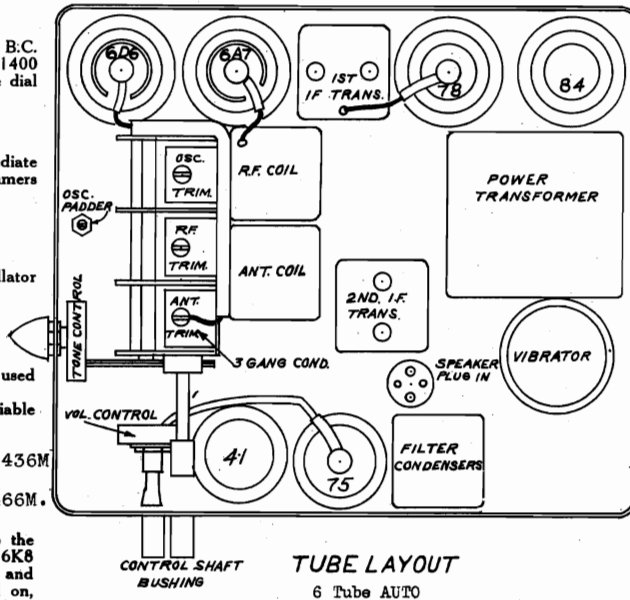 B.C.
1400
dial
diate
mers
llator
used
iable
436M
66M.
the
6K8
and
on,
6D6
6A7
1ST
IF TRANS.
78
84
OSC.
TRIM.
R.F. COIL
POWER
TRANSFORMER
OSC.
PADDER
RF.
TRIM.
ANT. COIL
TONE CONTROL
ANT.
TRIM.
2ND. I.F.
TRANS.
3 GANG COND.
SPEAKER
PLUG IN
VIBRATOR
VOL. CONTROL
41
75
FILTER
CONDENSERS
CONTROL SHAFT
BUSHING
TUBE LAYOUT
6 Tube AUTO